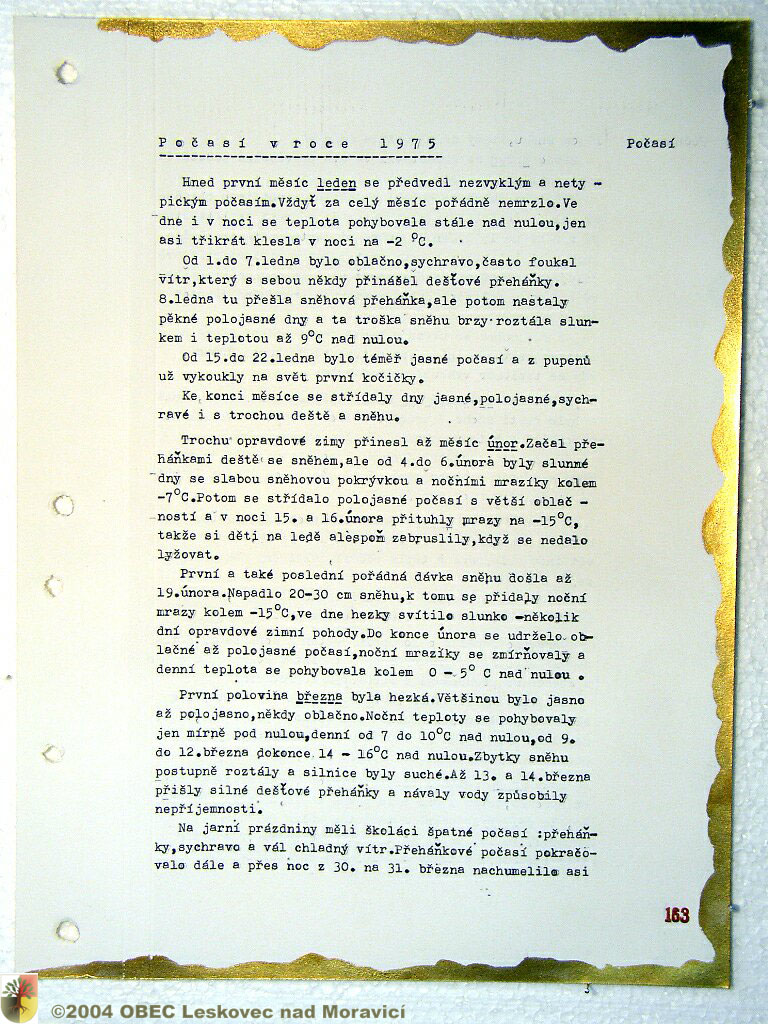 Počasí v roce 1975 Počasí
Hned první měsíc leden se předvedl nezvyklým a nety -
pickým počasím.Vždyť za celý měsíc pořádně nemrzlo.Ve
dne i v noci se teplota pohybovala stále nad nulou,jen
asi třikrát klesla v noci na -2 °C.
Od 1.do 7.ledna bylo oblačno,sychravo,často foukal
vítr,který s sebou někdy přinášel dešťové přeháňky.
8.ledna tu přešla sněhová přeháňka,ale potom nastaly
pěkné polojasné dny a ta troška sněhu brzy roztála slun-
kem i teplotou až 9°C nad nulou.
Od 15.do 22.ledna bylo téměř jasné počasí a z pupenů
už vykoukly na svět první kočičky.
Ke konci měsíce se střídaly dny jasné,polojasné,sych-
ravé i s trochou deště a sněhu.
Trochu opravdové zimy přinesl až měsíc únor.Začal pře-
háňkami deště se sněhem,ale od 4.do 6.února byly slunné
dny se slabou sněhovou pokrývkou a nočními mrazíky kolem
-7°C.Potom se střídalo polojasné počasí s větší oblač -
ností a v noci 15. a 16.února přituhly mrazy na -15°C,
takže si děti na ledě alespoň zabruslily,když se nedalo
lyžovat.
První a také poslední pořádná dávka sněhu došla až
19.února.Napadlo 20-30 cm sněhu,k tomu se přidaly noční
mrazy kolem -15°C,ve dne hezky svítilo slunko -několik
dní opravdové zimní pohody.Do konce února se udrželo ob-
lačné až polojasné počasí,noční mrazíky se zmírňovaly a
denní teplota se pohybovala kolem 0 - 5° C nad nulou .
První polovina března byla hezká.Většinou bylo jasno
až polojasno,někdy oblačno.Noční teploty se pohybovaly
jen mírně pod nulou,denní od 7 do 10°C nad nulou,od 9.
do 12.března dokonce 14 - 16°C nad nulou.Zbytky sněhu
postupně roztály a silnice byly suché.Až 13. a 14.března
přišly silné dešťové přeháňky a návaly vody způsobily
nepříjemnosti.
Na jarní prázdniny měli školáci špatné počasí :přeháň-
ky,sychravo a vál chladný vítr.Přeháňkové počasí pokračo-
valo dále a přes noc z 30. na 31. března nachumelilo asi
163
©2004 OBEC Leskovec nad Moravicí